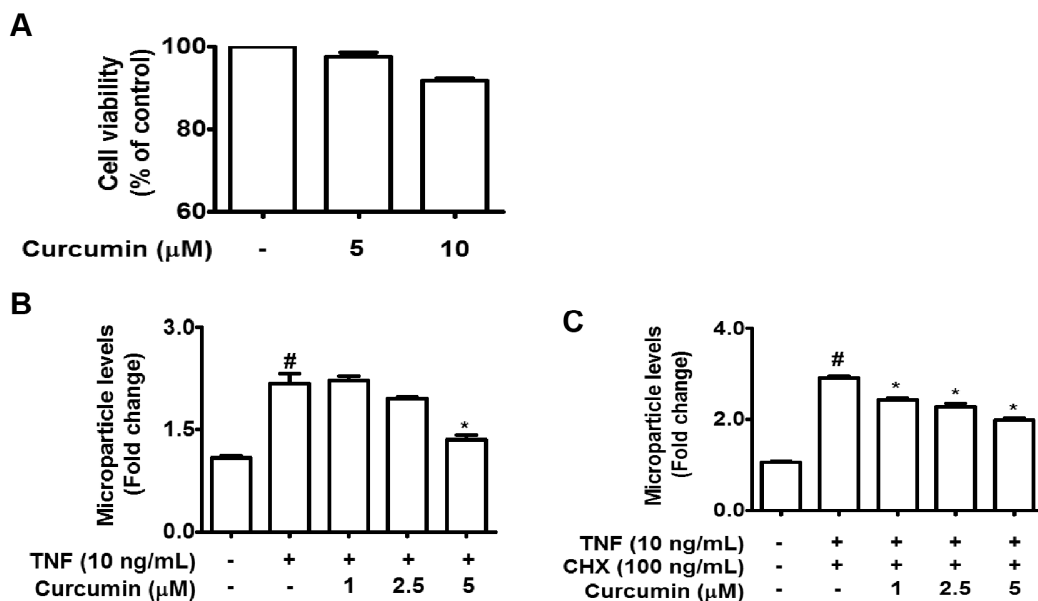 A
Cell viability
(% of control)
100
80
60
Curcumin (μM) - 5 10
B
Microparticle levels
(Fold change)
3.0
1.5
0.0
#
*
TNF (10 ng/mL) - + + + +
Curcumin (μM) - - 1 2.5 5
C
Microparticle levels
(Fold change)
4.0
2.0
0.0
#
* * *
TNF (10 ng/mL) - + + + +
CHX (100 ng/mL) - + + + +
Curcumin (μM) - - 1 2.5 5